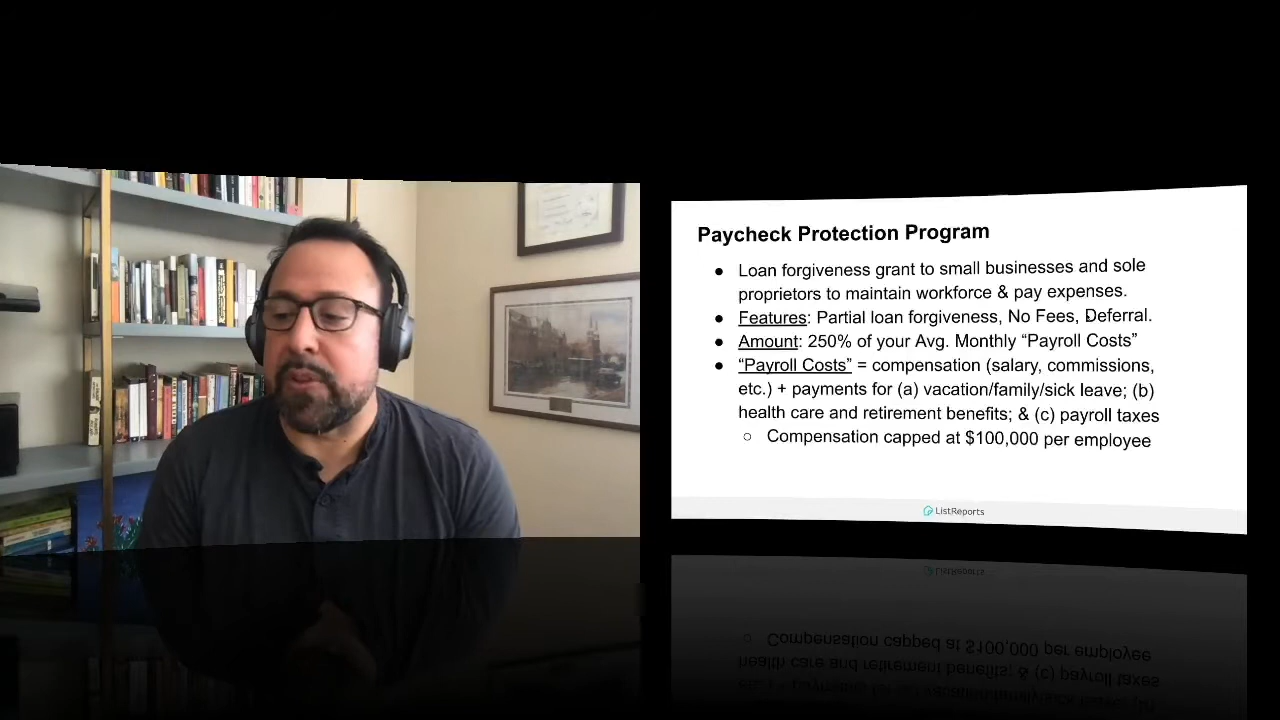 Paycheck Protection Program
● Loan forgiveness grant to small businesses and sole
proprietors to maintain workforce & pay expenses.
● Features: Partial loan forgiveness, No Fees, Deferral.
● Amount: 250% of your Avg. Monthly “Payroll Costs”
● “Payroll Costs” = compensation (salary, commissions,
etc.) + payments for (a) vacation/family/sick leave; (b)
health care and retirement benefits; & (c) payroll taxes
○ Compensation capped at $100,000 per employee
ListReports